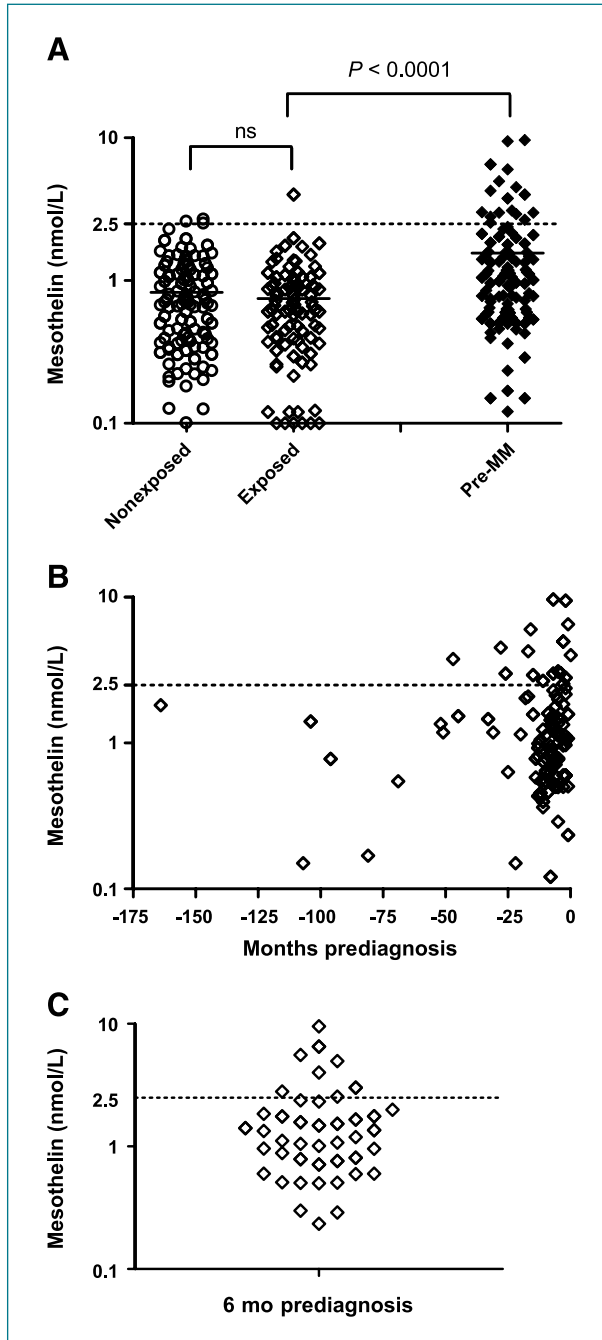 A
P < 0.0001
ns
10
2.5
1
0.1
Mesothelin (nmol/L)
Nonexposed
Exposed
Pre-MM
B
10
2.5
1
0.1
Mesothelin (nmol/L)
-175 -150 -125 -100 -75 -50 -25 0
Months prediagnosis
C
10
2.5
1
0.1
Mesothelin (nmol/L)
6 mo prediagnosis